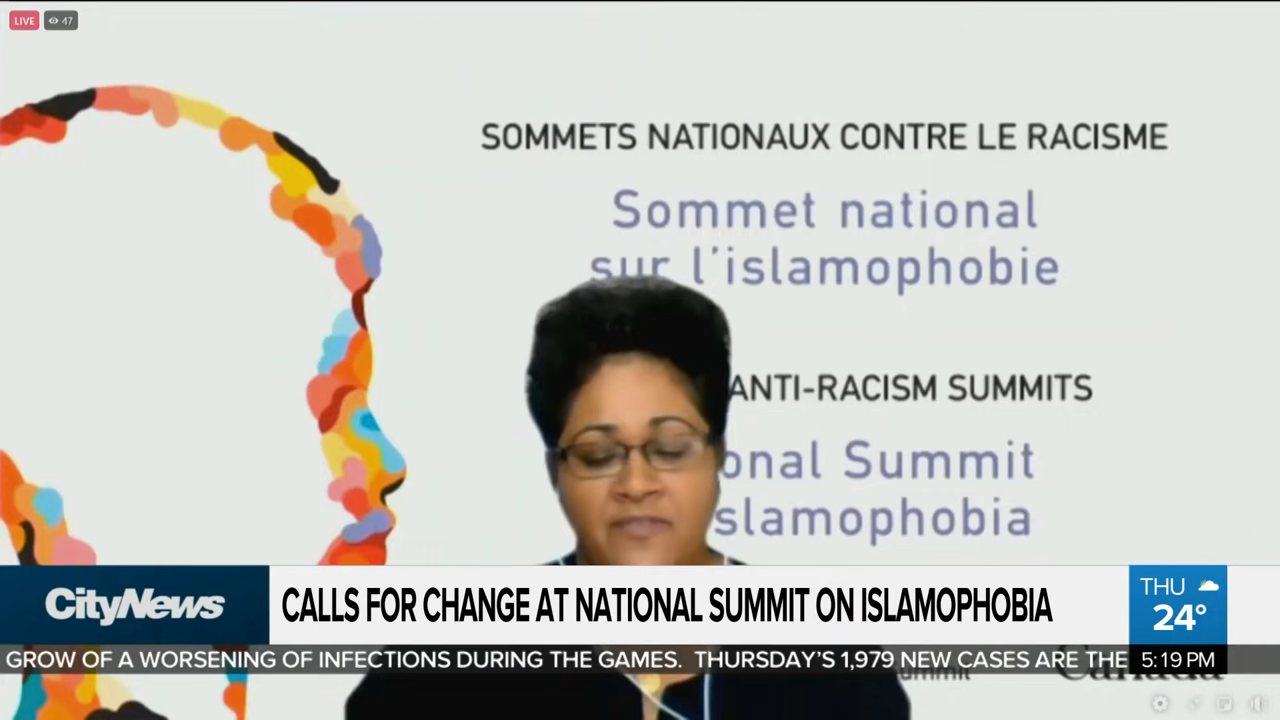 LIVE 47
SOMMETS NATIONAUX CONTRE LE RACISME
Sommet national
sur l'islamophobie
ANTI-RACISM SUMMITS
onal Summit
slamophobia
CityNews
CALLS FOR CHANGE AT NATIONAL SUMMIT ON ISLAMOPHOBIA
THU
24°
GROW OF A WORSENING OF INFECTIONS DURING THE GAMES. THURSDAY'S 1,979 NEW CASES ARE THE
5:19 PM
ummit
Canada